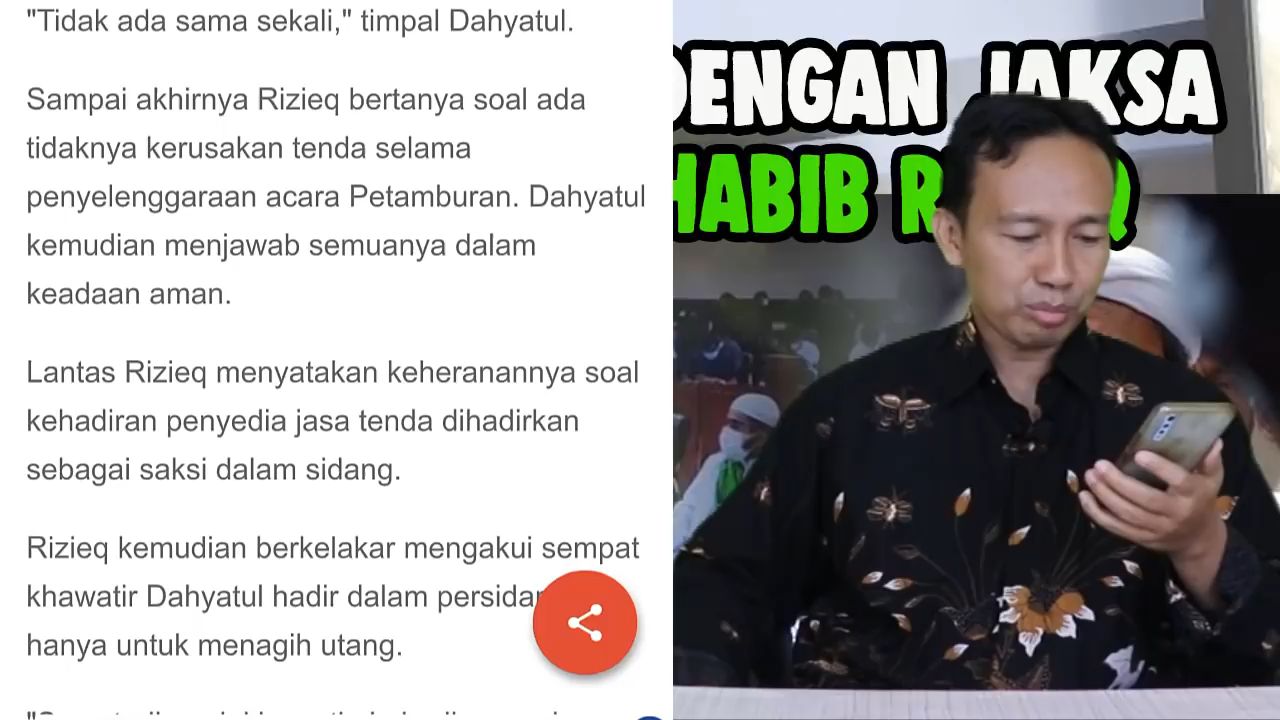 "Tidak ada sama sekali," timpal Dahyatul.
Sampai akhirnya Rizieq bertanya soal ada
tidaknya kerusakan tenda selama
penyelenggaraan acara Petamburan. Dahyatul
kemudian menjawab semuanya dalam
keadaan aman.
Lantas Rizieq menyatakan keheranannya soal
kehadiran penyedia jasa tenda dihadirkan
sebagai saksi dalam sidang.
Rizieq kemudian berkelakar mengakui sempat
khawatir Dahyatul hadir dalam
hanya untuk menagih utang.
DENGAN JAKSA
HABIB